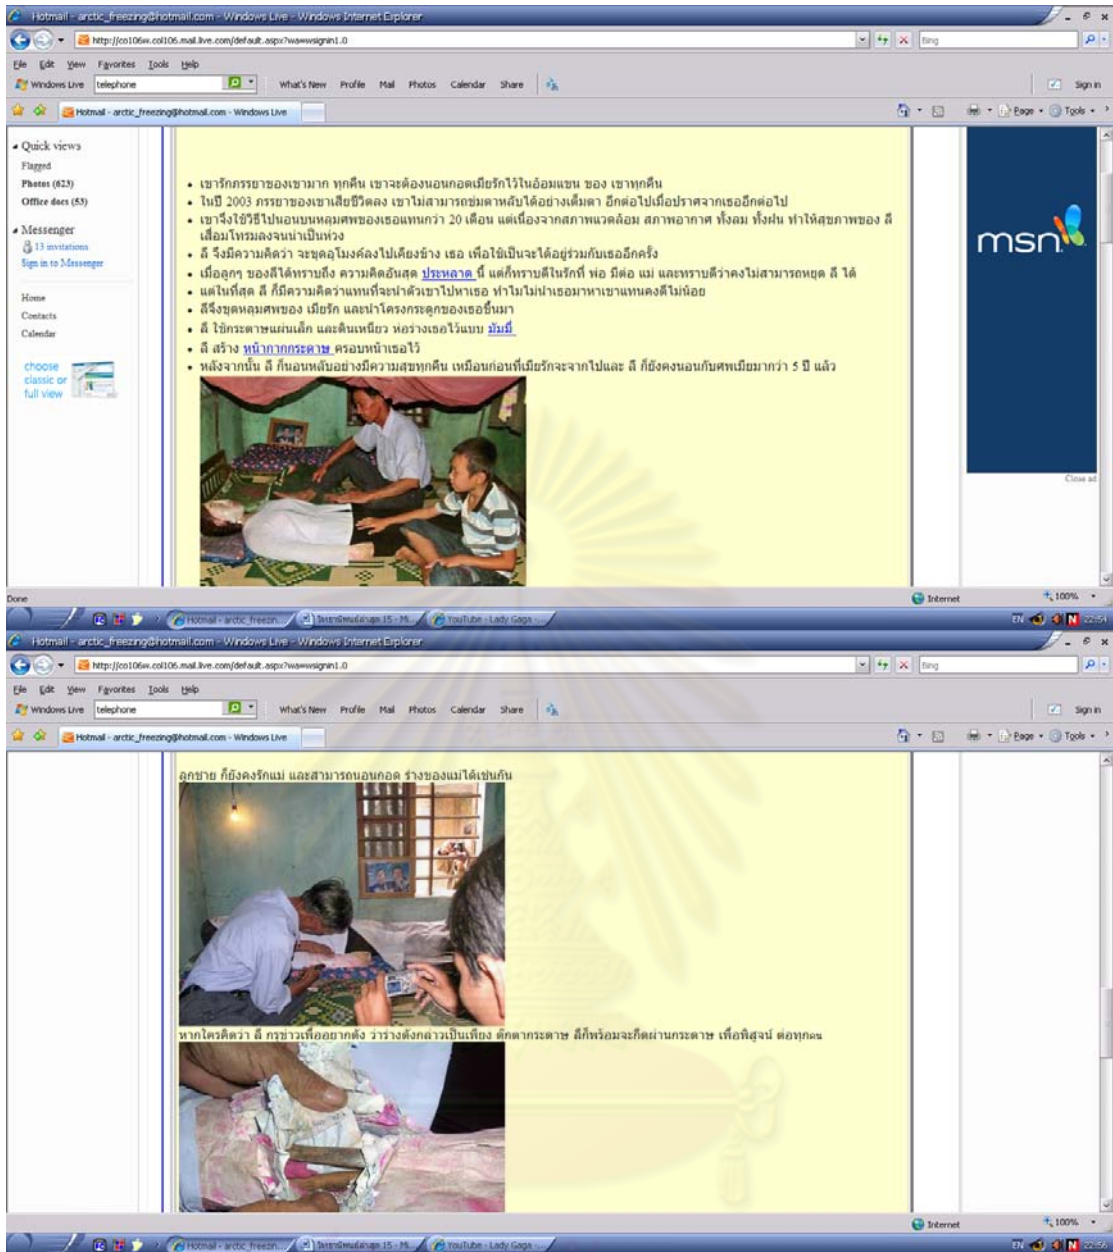 Hotmail - arctic_freezing@hotmail.com - Windows Live - Windows Internet Explorer
http://co106w.col106.mail.live.com/default.aspx?wa=wsignin1.0
Bing
File Edit View Favorites Tools Help
Windows Live telephone What's New Profile Mail Photos Calendar Share Sign in
Hotmail - arctic_freezing@hotmail.com - Windows Live Page Tools
Quick views
Flagged
Photos (623)
Office docs (53)
Messenger
13 invitations
Sign in to Messenger
Home
Contacts
Calendar
choose
classic or
full view
เขารักภรรยาของเขามาก ทุกคืน เขาจะต้องนอนกอดเมียรักไว้ในอ้อมแขน ของ เขาทุกคืน
ในปี 2003 ภรรยาของเขาเสียชีวิตลง เขาไม่สามารถข่มตาหลับได้อย่างเต็มตา อีกต่อไปเมื่อปราศจากเธออีกต่อไป
เขาจึงใช้วิธีไปนอนบนหลุมศพของเธอแทนกว่า 20 เดือน แต่เนื่องจากสภาพแวดล้อม สภาพอากาศ ทั้งลม ทั้งฝน ทำให้สุขภาพของ ลี
เสื่อมโทรมลงจนน่าเป็นห่วง
ลี จึงมีความคิดว่า จะขุดอุโมงค์ลงไปเคียงข้าง เธอ เพื่อใช้เป็นจะได้อยู่ร่วมกับเธออีกครั้ง
เมื่อลูกๆ ของลีได้ทราบถึง ความคิดอันสุด ประหลาด นี้ แต่ก็ทราบดีในรักที่ พ่อ มีต่อ แม่ และทราบดีว่าคงไม่สามารถหยุด ลี ได้
แต่ในที่สุด ลี ก็มีความคิดว่าแทนที่จะนำตัวเขาไปหาเธอ ทำไมไม่นำเธอมาหาเขาแทนคงดีไม่น้อย
ลีจึงขุดหลุมศพของ เมียรัก และนำโครงกระดูกของเธอขึ้นมา
ลี ใช้กระดาษแผ่นเล็ก และดินเหนียว ห่อร่างเธอไว้แบบ มัมมี่
ลี สร้าง หน้ากากกระดาษ ครอบหน้าเธอไว้
หลังจากนั้น ลี ก็นอนหลับอย่างมีความสุขทุกคืน เหมือนก่อนที่เมียรักจะจากไปและ ลี ก็ยังคงนอนกับศพเมียมากว่า 5 ปี แล้ว
msn
Close ad
Done Internet 100%
Hotmail - arctic_freezin... วิทยานิพนธ์ล่าสุด 15 - Mi... YouTube - Lady Gaga - ... EN 22:54
Hotmail - arctic_freezing@hotmail.com - Windows Live - Windows Internet Explorer
http://co106w.col106.mail.live.com/default.aspx?wa=wsignin1.0
Bing
File Edit View Favorites Tools Help
Windows Live telephone What's New Profile Mail Photos Calendar Share Sign in
Hotmail - arctic_freezing@hotmail.com - Windows Live Page Tools
ลูกชาย ก็ยังคงรักแม่ และสามารถนอนกอด ร่างของแม่ได้เช่นกัน
หากใครคิดว่า ลี กรุข่าวเพื่ออยากดัง ว่าร่างดังกล่าวเป็นเพียง ตุ๊กตากระดาษ ลีก็พร้อมจะกีดผ่านกระดาษ เพื่อพิสูจน์ ต่อทุกคน
Internet 100%
Hotmail - arctic_freezin... วิทยานิพนธ์ล่าสุด 15 - Mi... YouTube - Lady Gaga - ... EN 22:56